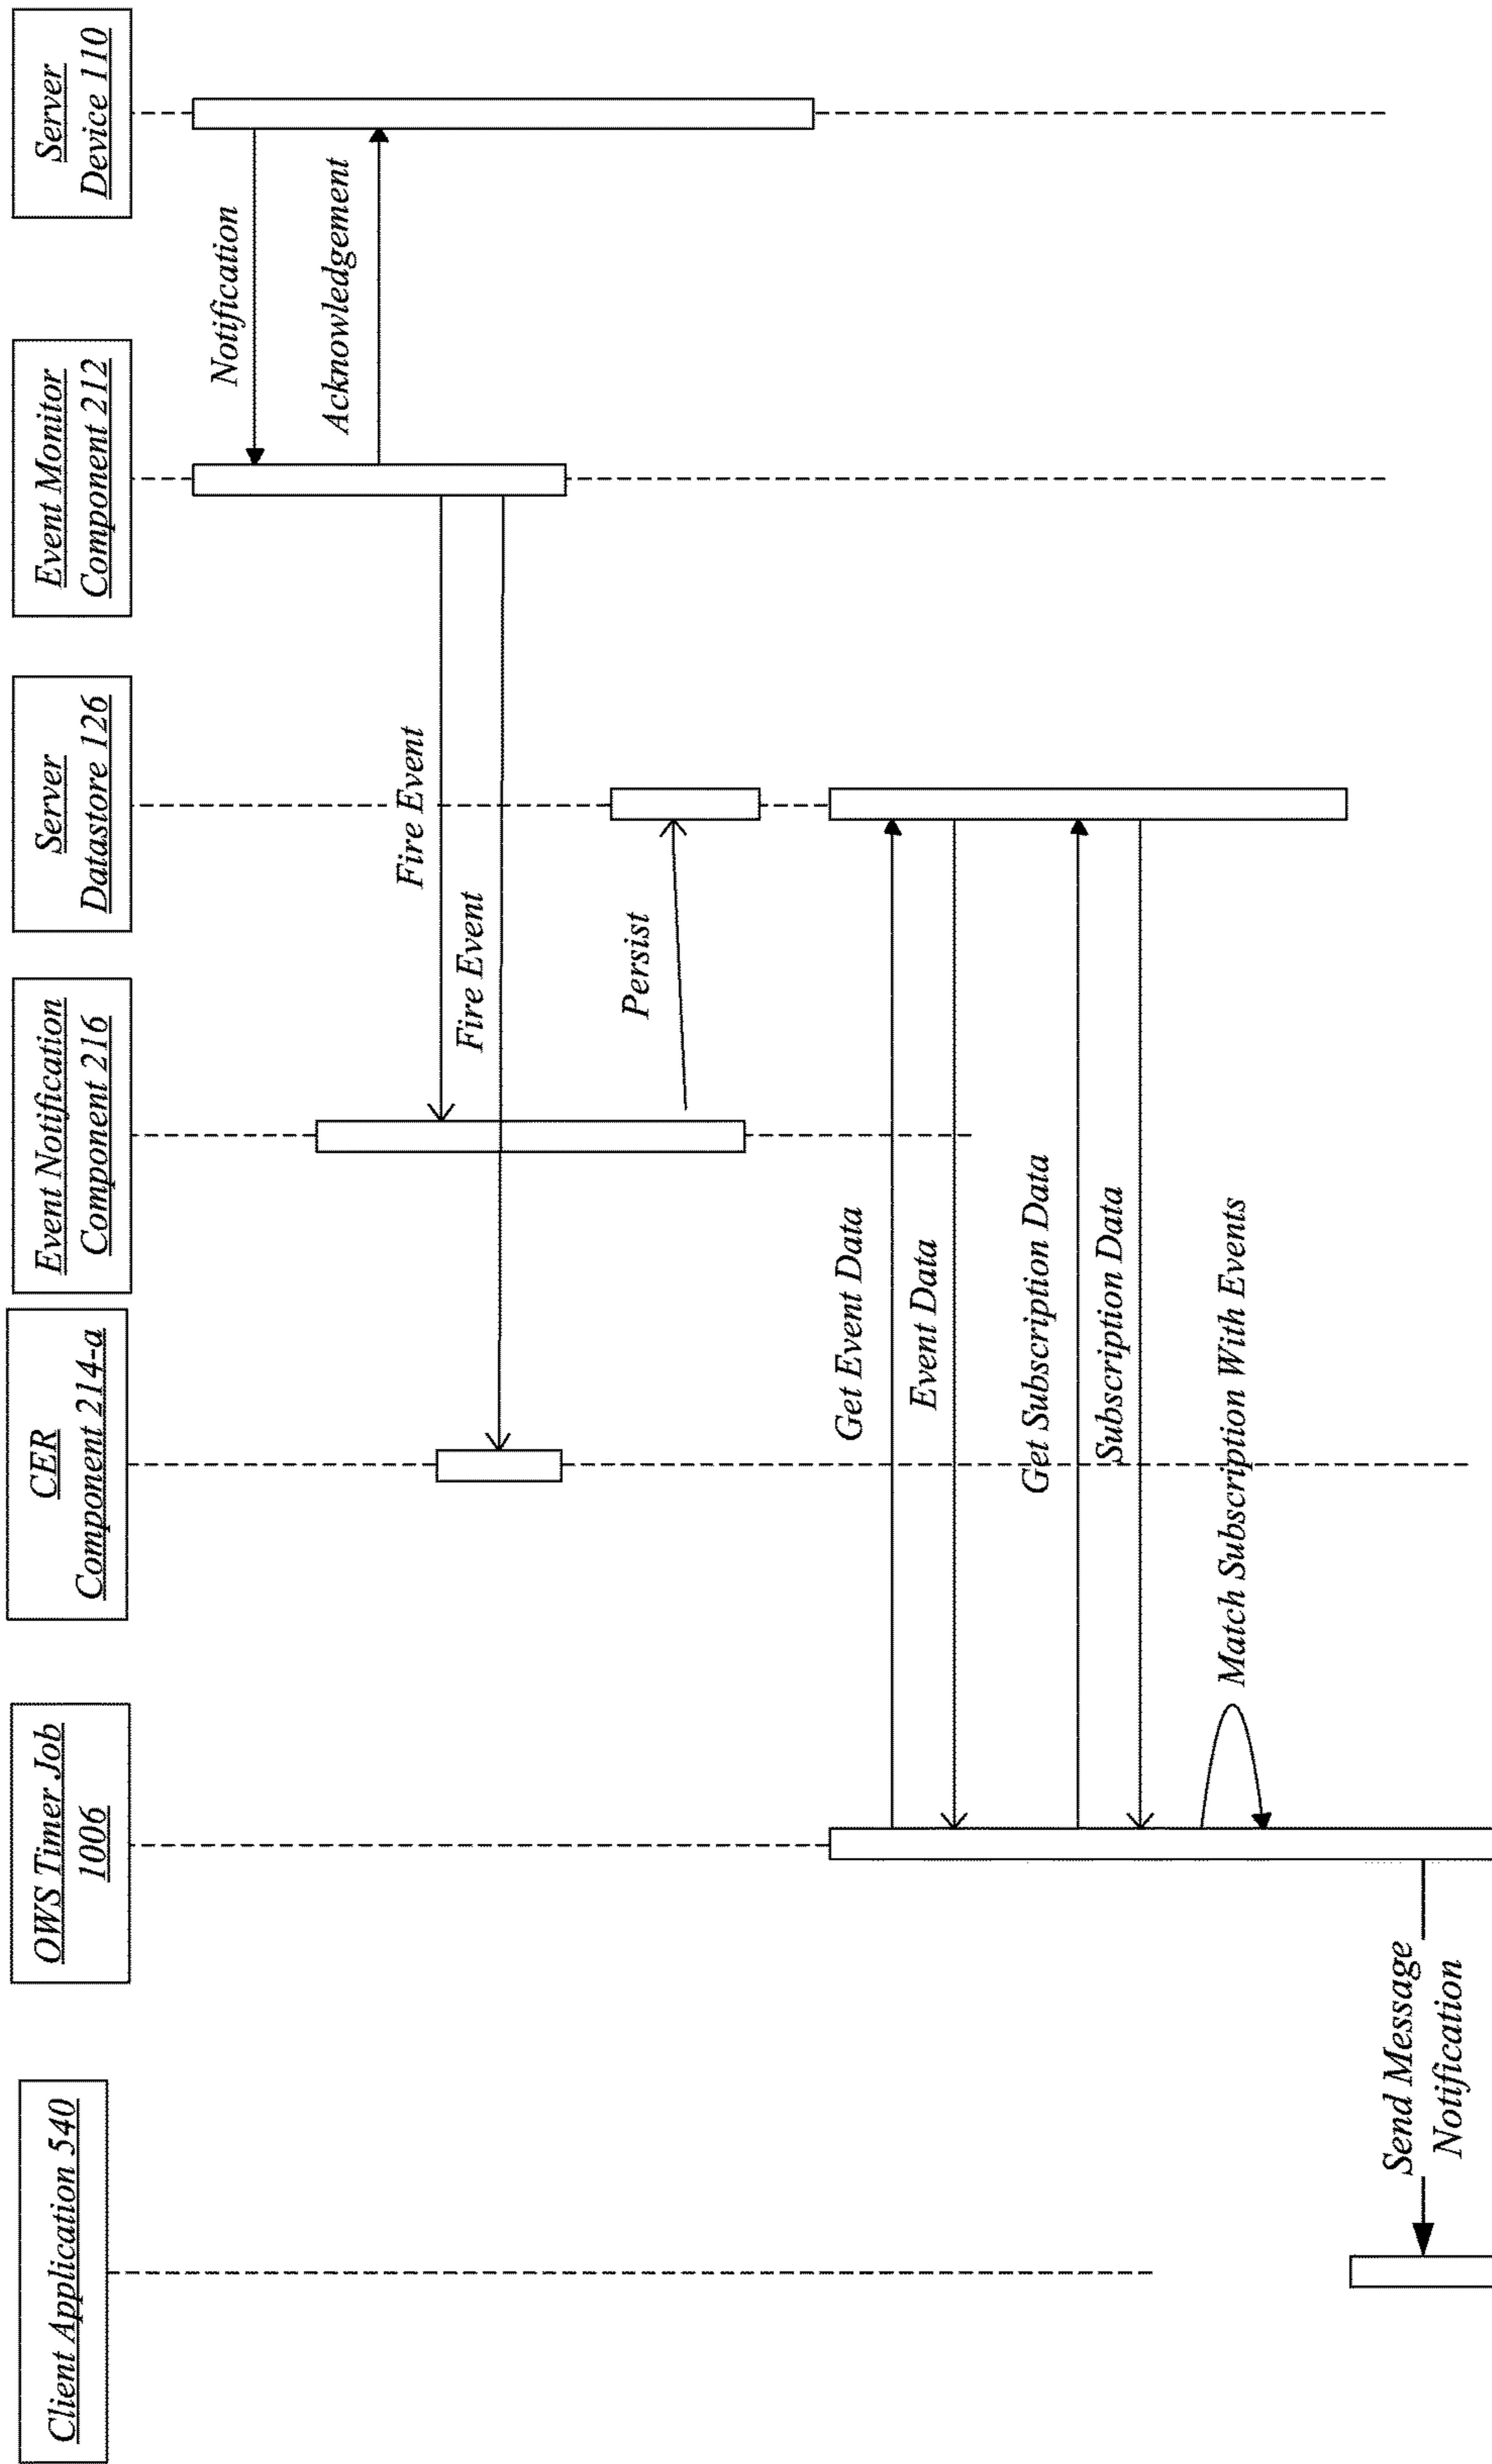 Client Application 540
OWS Timer Job
1006
CER
Component 214-a
Event Notification
Component 216
Server
Datastore 126
Event Monitor
Component 212
Server
Device 110
Notification
Acknowledgement
Fire Event
Fire Event
Persist
Get Event Data
Event Data
Get Subscription Data
Subscription Data
Match Subscription With Events
Send Message
Notification